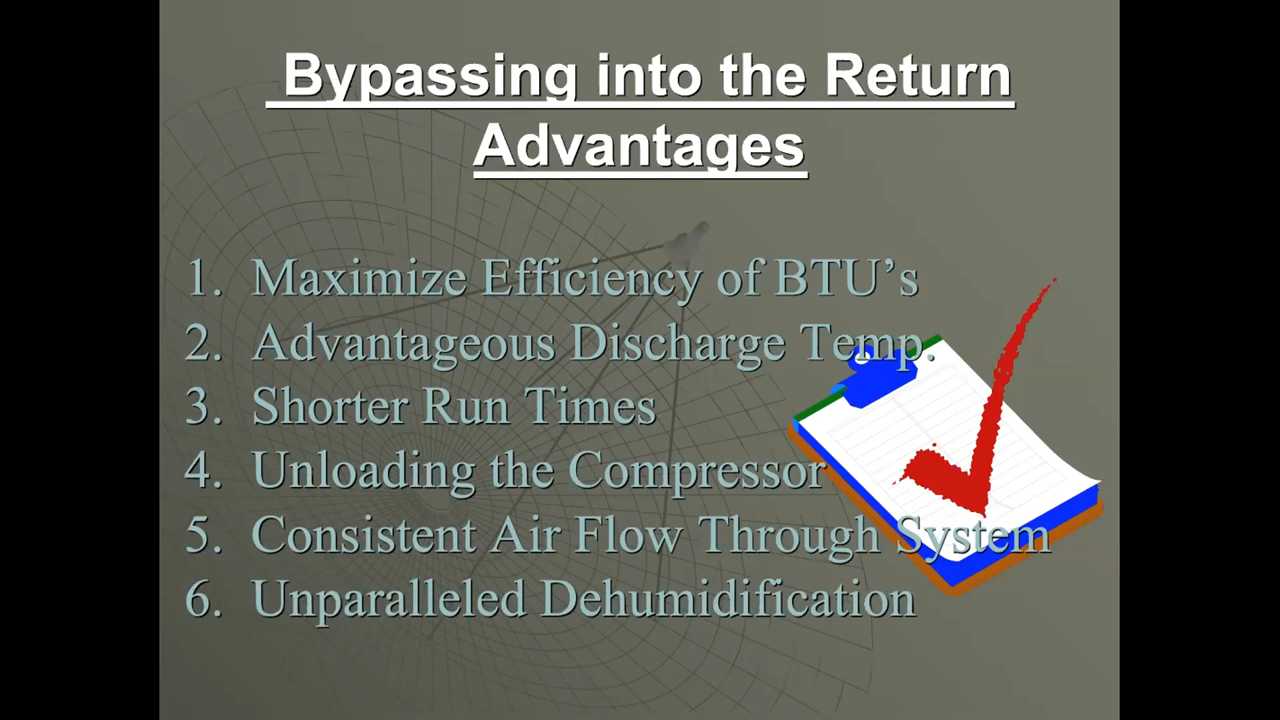 Bypassing into the Return
Advantages
1. Maximize Efficiency of BTU’s
2. Advantageous Discharge Temp.
3. Shorter Run Times
4. Unloading the Compressor
5. Consistent Air Flow Through System
6. Unparalleled Dehumidification